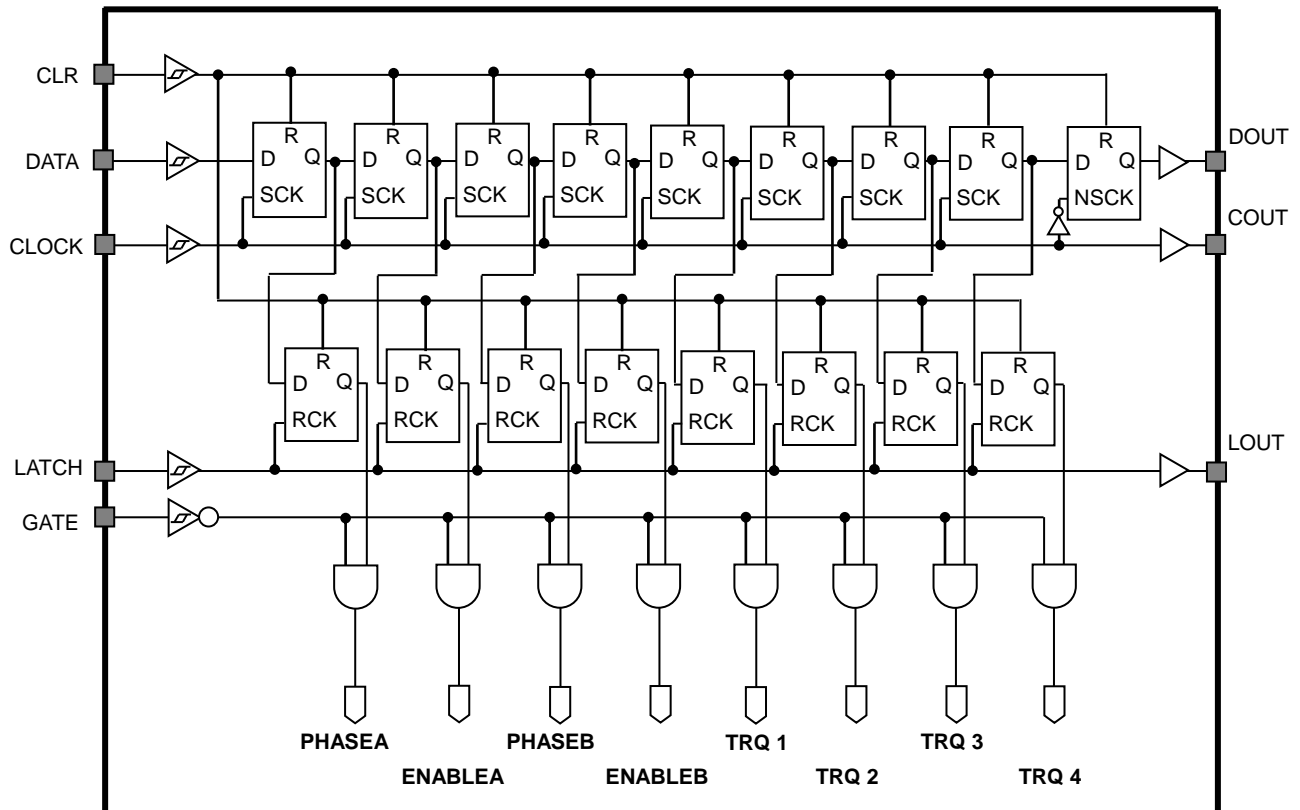 CLR
R R R R R R R R R
DATA
D Q D Q D Q D Q D Q D Q D Q D Q D Q
DOUT
SCK SCK SCK SCK SCK SCK SCK SCK NSCK
CLOCK
COUT
R R R R R R R R
D Q D Q D Q D Q D Q D Q D Q D Q
RCK RCK RCK RCK RCK RCK RCK RCK
LATCH
LOUT
GATE
PHASEA PHASEB TRQ 1 TRQ 3
ENABLEA ENABLEB TRQ 2 TRQ 4